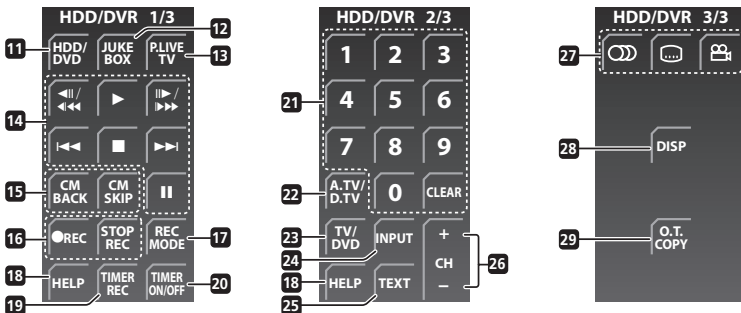 HDD/DVR 1/3
11 HDD/DVD JUKE BOX 12 P.LIVE TV 13
14
15 CM BACK CM SKIP
16 REC STOP REC REC MODE 17
18 HELP TIMER REC TIMER ON/OFF 20
19
HDD/DVR 2/3
1 2 3
21 4 5 6
7 8 9
22 A.TV/D.TV 0 CLEAR
23 TV/DVD INPUT +
24 CH 26
18 HELP TEXT −
25
HDD/DVR 3/3
27
28 DISP
29 O.T. COPY